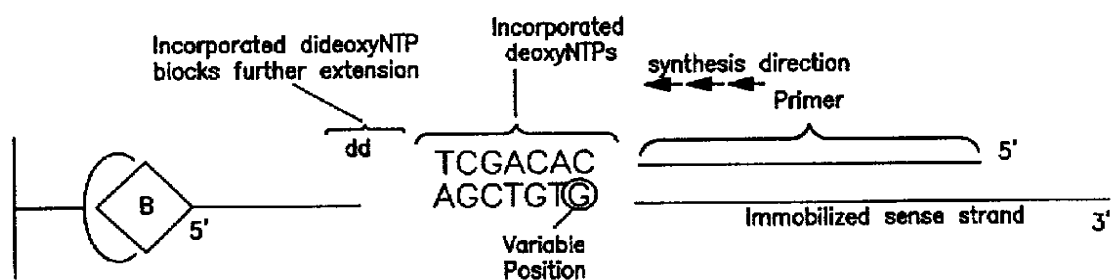 Incorporated dideoxyNTP
blocks further extension
Incorporated
deoxyNTPs
synthesis direction
Primer
dd
TCGACAC
5'
AGCTGTG
B
5'
Immobilized sense strand
3'
Variable
Position